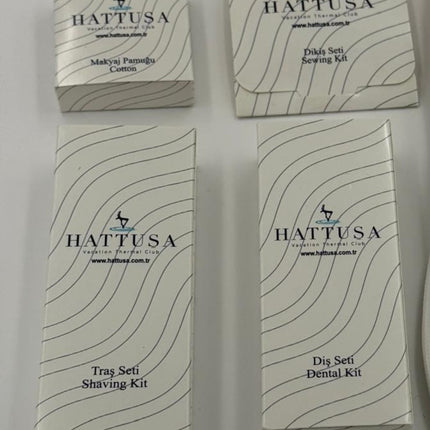 HATTUSA
Vacation Thermal Club
www.hattusa.com.tr
Makyaj Pamuğu
Cotton
HATTUSA
Vacation Thermal Club
www.hattusa.com.tr
Dikiş Seti
Sewing Kit
HATTUSA
Vacation Thermal Club
www.hattusa.com.tr
Traş Seti
Shaving Kit
HATTUSA
Vacation Thermal Club
www.hattusa.com.tr
Diş Seti
Dental Kit